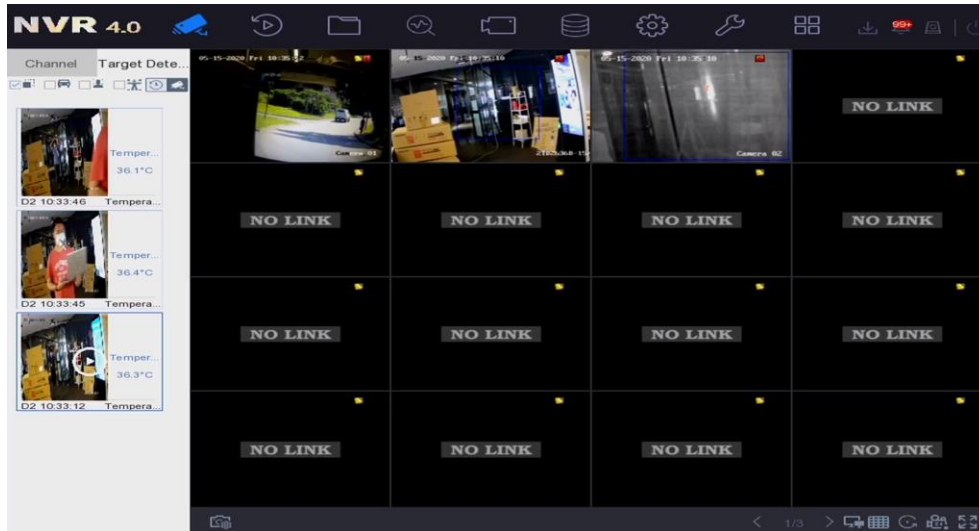 NVR 4.0
99+
Channel
Target Dete...
Temper...
36.1°C
D2 10:33:46
Tempera...
Temper...
36.4°C
D2 10:33:45
Tempera...
Temper...
36.3°C
D2 10:33:12
Tempera...
05-15-2020 Fri 10:35:12
Camera 01
05-15-2020 Fri 10:35:10
05-15-2020 Fri 10:35:10
Camera 02
NO LINK
NO LINK
NO LINK
NO LINK
NO LINK
NO LINK
NO LINK
NO LINK
NO LINK
NO LINK
NO LINK
NO LINK
NO LINK
1/3